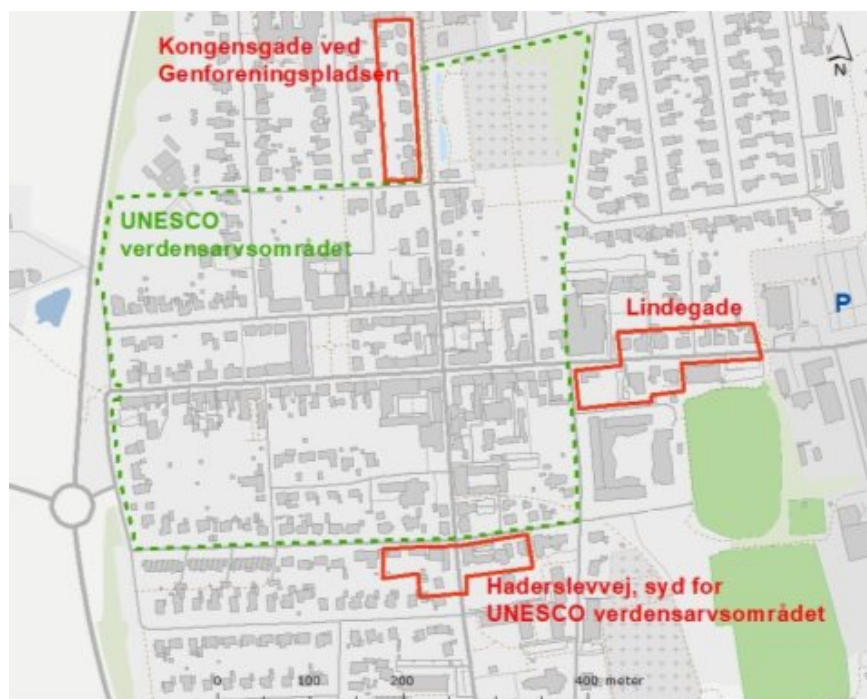 Kongensgade ved
Genforeningspladsen
N
UNESCO
verdensarvsområdet
Lindegade
P
Haderslevvej, syd for
UNESCO verdensarvsområdet
0 100 200 400 meter